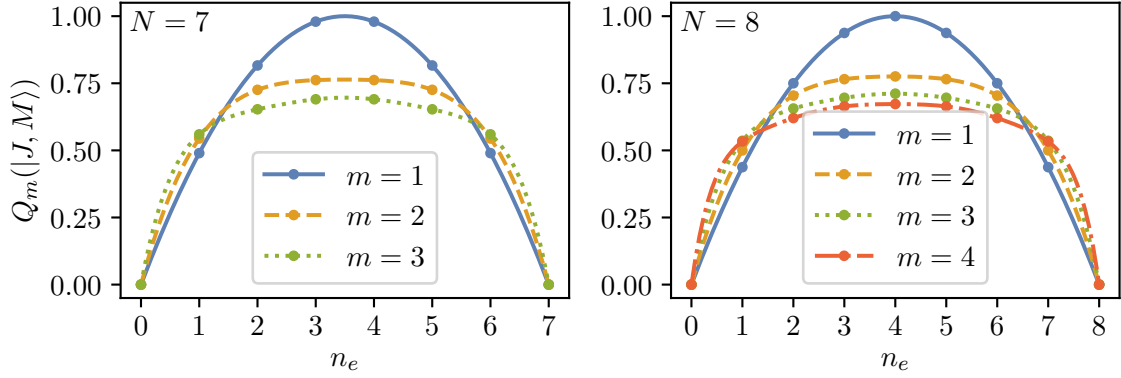 N = 7
Q_m(|J, M⟩)
1.00
0.75
0.50
0.25
0.00
m = 1
m = 2
m = 3
0 1 2 3 4 5 6 7
n_e
N = 8
1.00
0.75
0.50
0.25
0.00
m = 1
m = 2
m = 3
m = 4
0 1 2 3 4 5 6 7 8
n_e